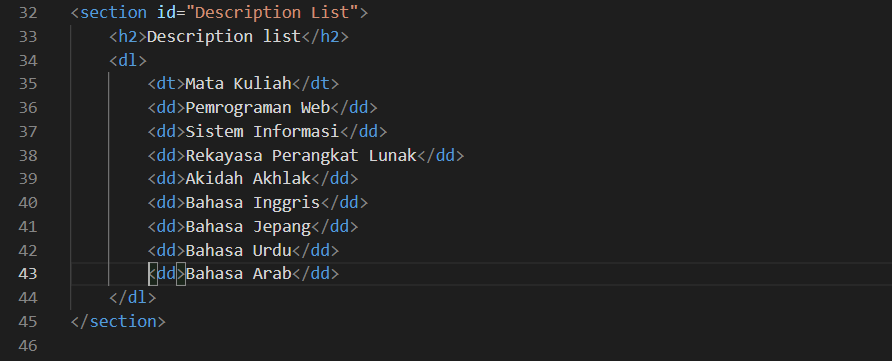 32 <section id="Description List">
33 <h2>Description list</h2>
34 <dl>
35 <dt>Mata Kuliah</dt>
36 <dd>Pemrograman Web</dd>
37 <dd>Sistem Informasi</dd>
38 <dd>Rekayasa Perangkat Lunak</dd>
39 <dd>Akidah Akhlak</dd>
40 <dd>Bahasa Inggris</dd>
41 <dd>Bahasa Jepang</dd>
42 <dd>Bahasa Urdu</dd>
43 <dd>Bahasa Arab</dd>
44 </dl>
45 </section>
46